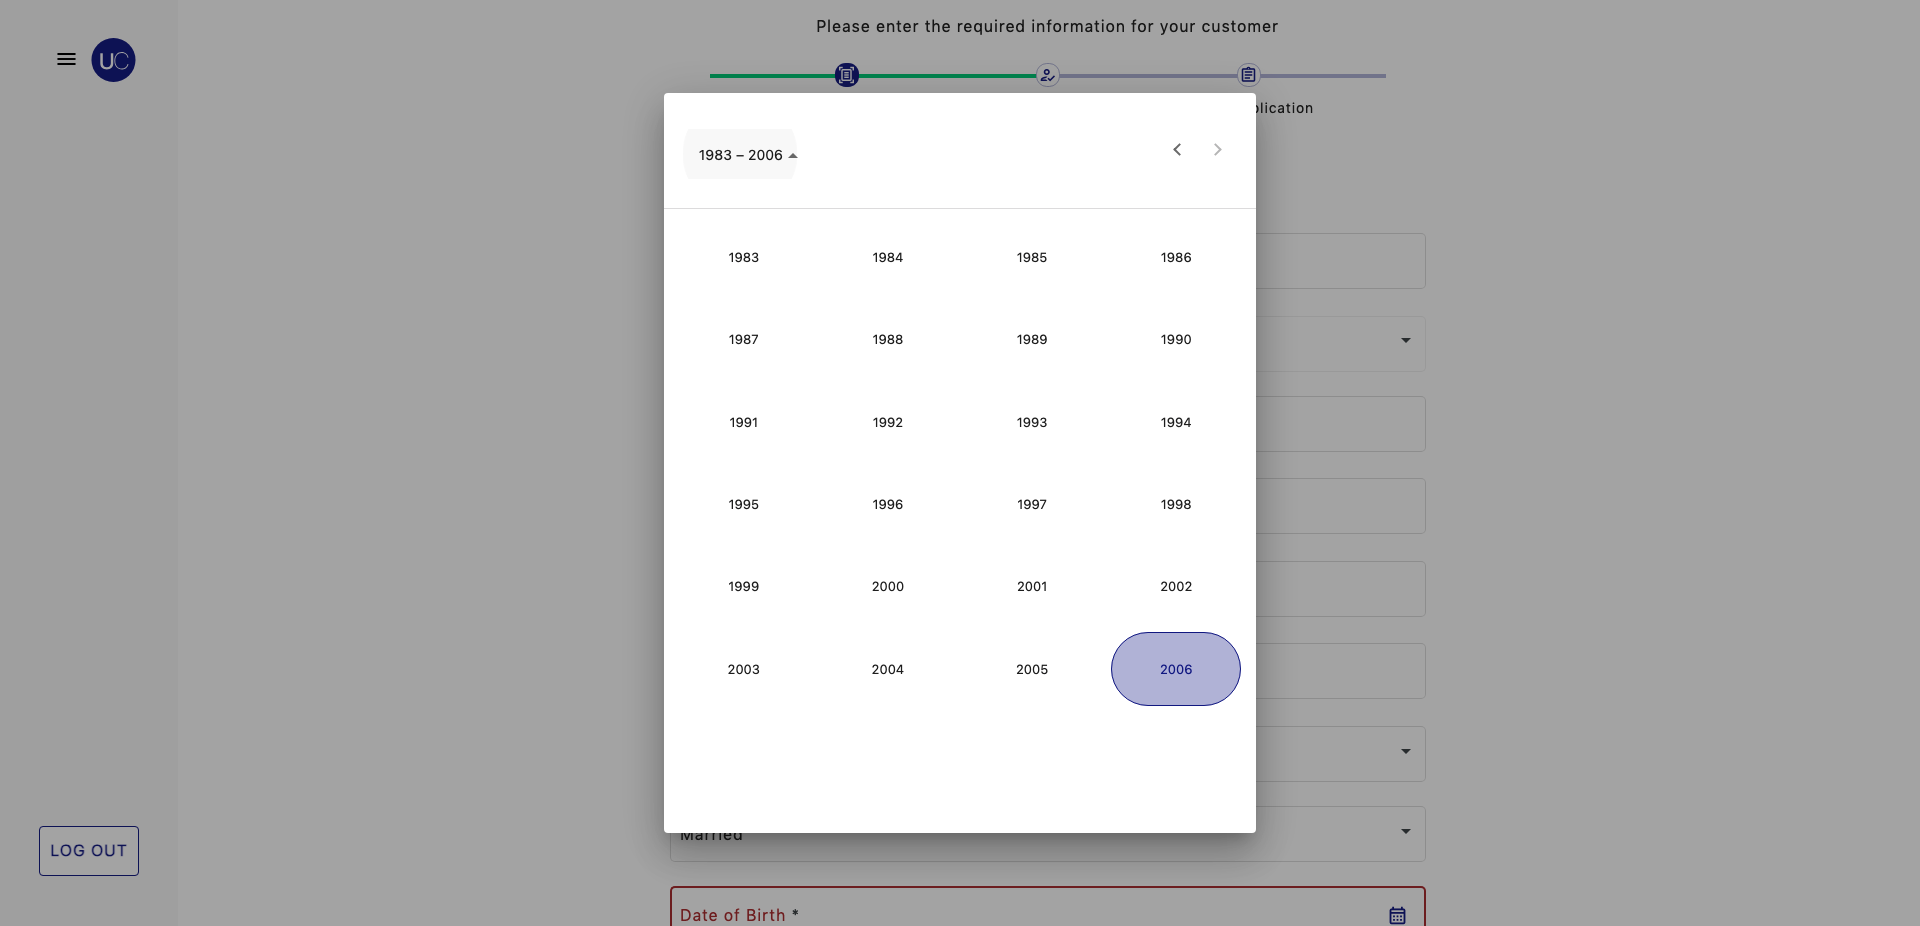 Please enter the required information for your customer
UC
plication
1983 – 2006
1983 1984 1985 1986
1987 1988 1989 1990
1991 1992 1993 1994
1995 1996 1997 1998
1999 2000 2001 2002
2003 2004 2005 2006
Married
LOG OUT
Date of Birth *